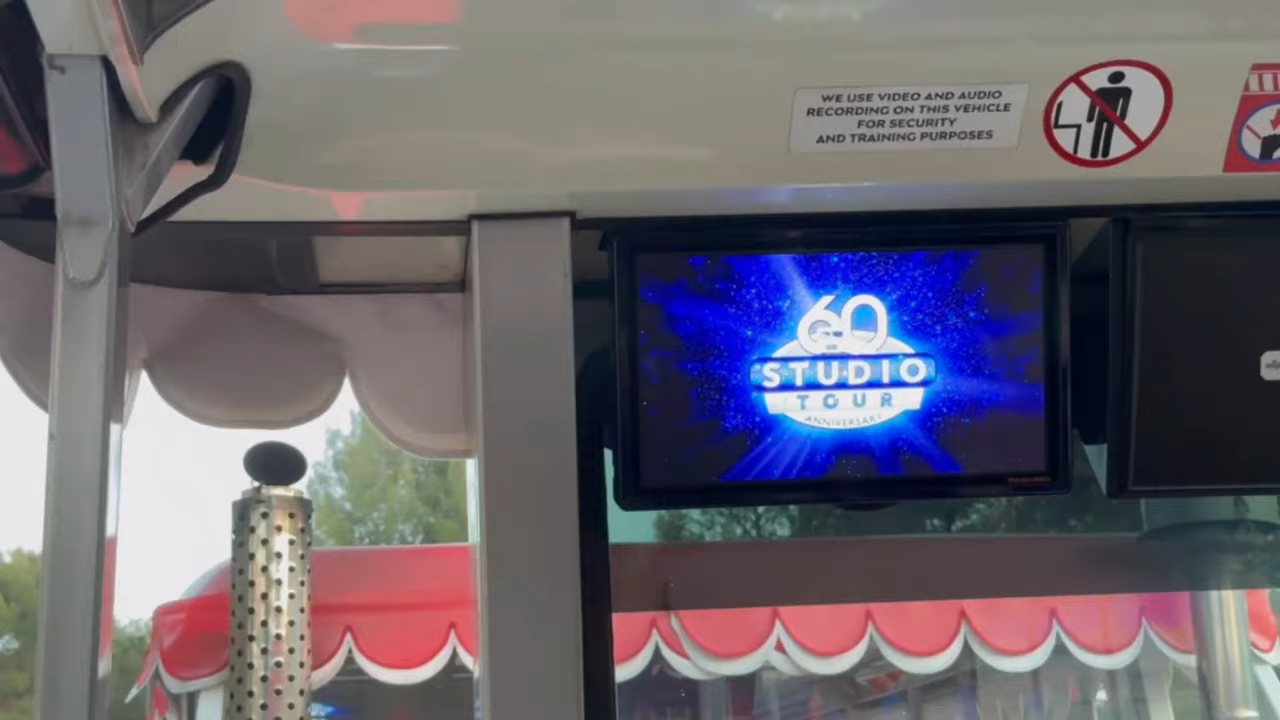 WE USE VIDEO AND AUDIO
RECORDING ON THIS VEHICLE
FOR SECURITY
AND TRAINING PURPOSES
60
STUDIO
TOUR
ANNIVERSARY